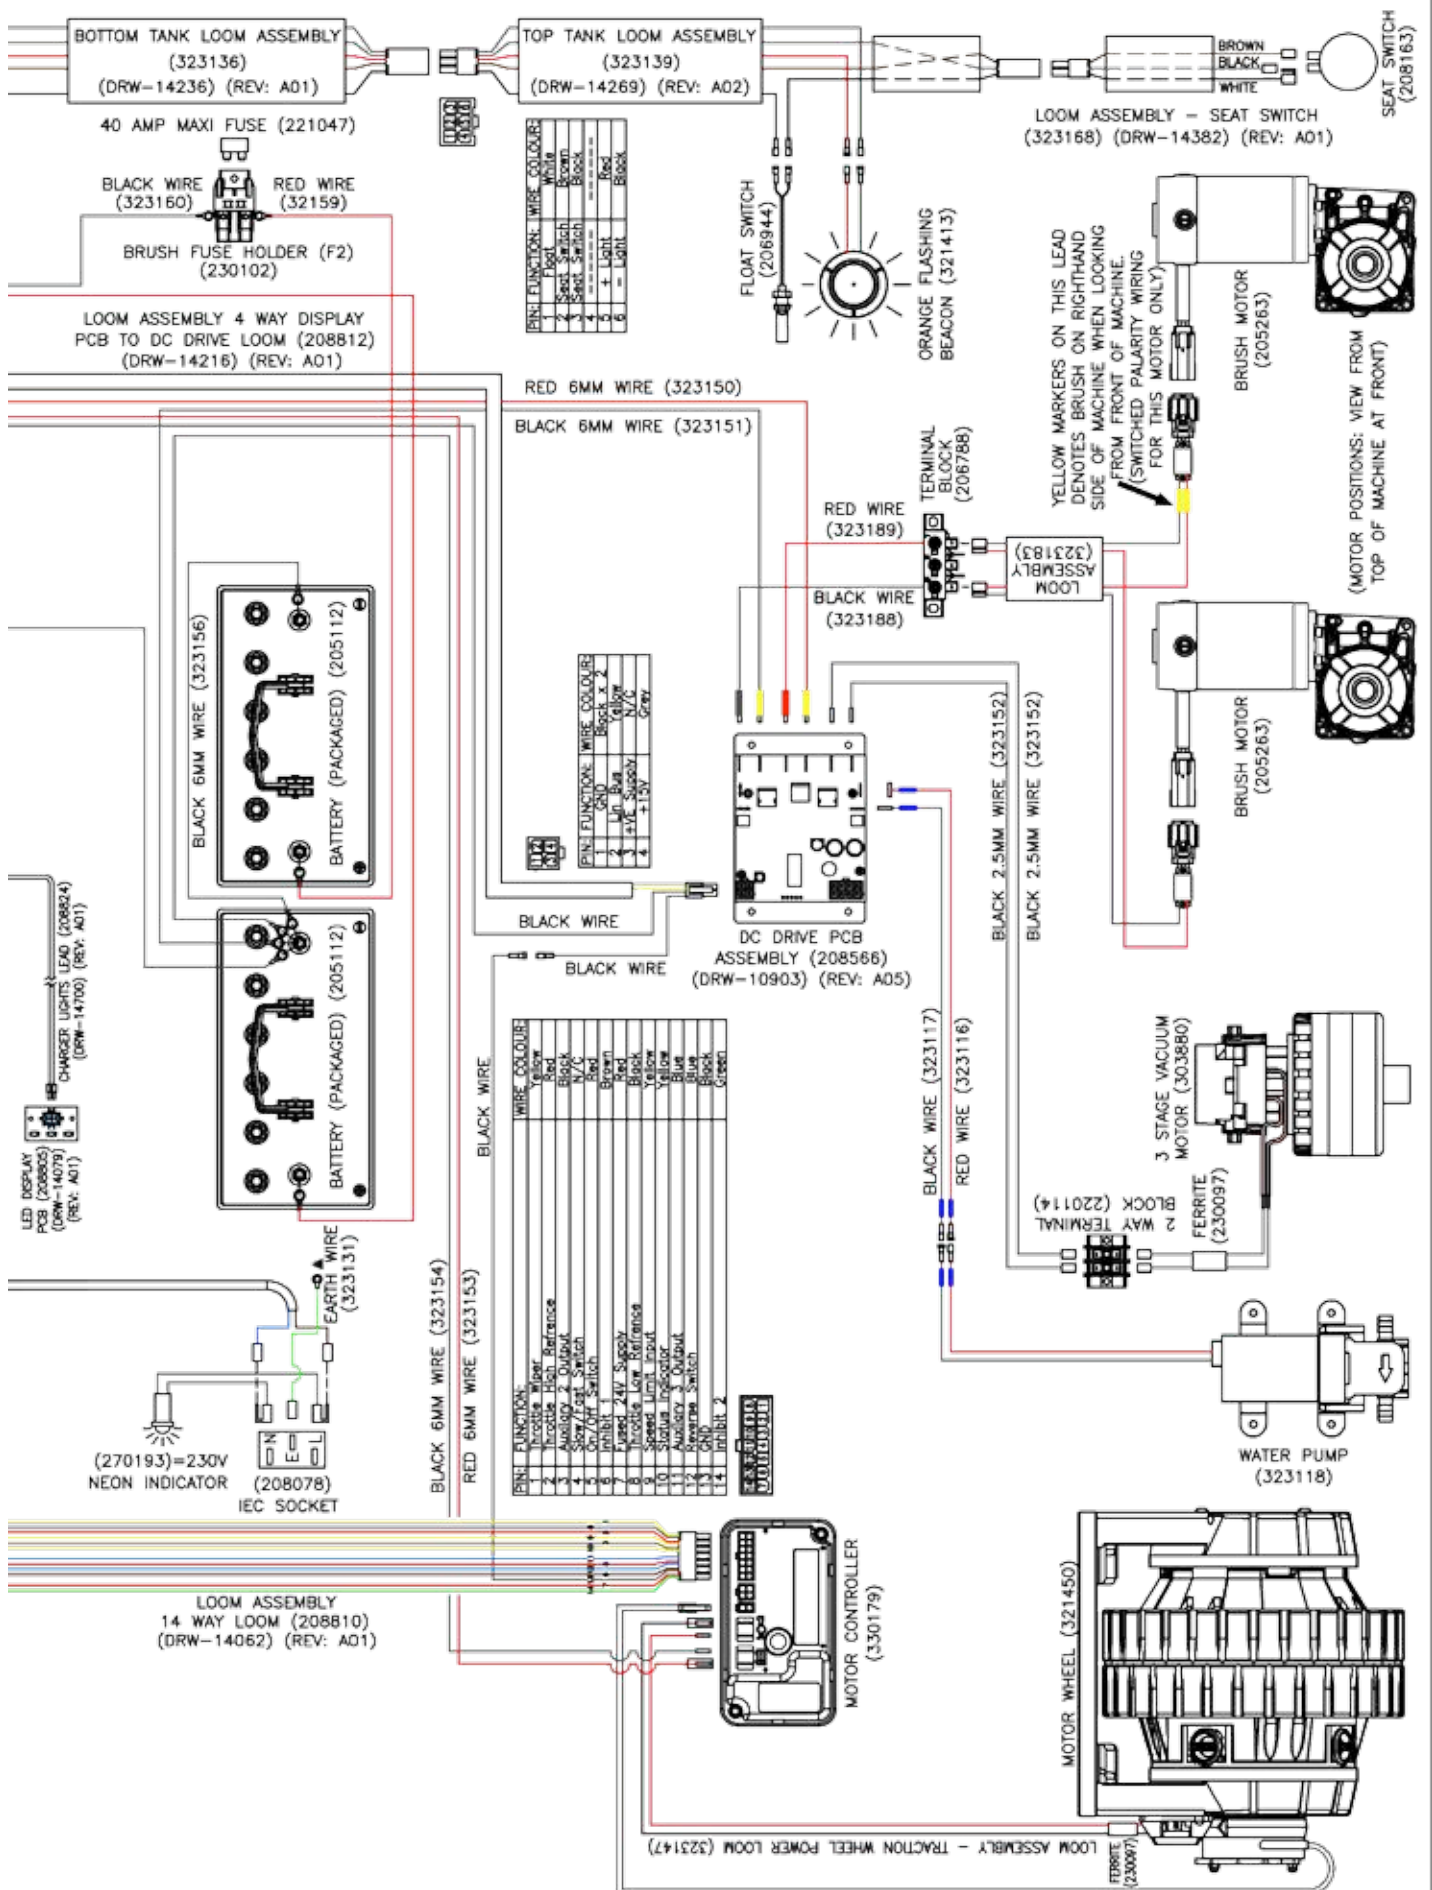 BOTTOM TANK LOOM ASSEMBLY
(323136)
(DRW-14236) (REV: A01)
TOP TANK LOOM ASSEMBLY
(323139)
(DRW-14269) (REV: A02)
BROWN
BLACK
WHITE
SEAT SWITCH
(208163)
LOOM ASSEMBLY - SEAT SWITCH
(323168) (DRW-14382) (REV: A01)
40 AMP MAXI FUSE (221047)
BLACK WIRE
(323160)
RED WIRE
(32159)
BRUSH FUSE HOLDER (F2)
(230102)
PIN: FUNCTION: WIRE COLOUR:
1 Float White
2 Seat Switch Brown
3 Seat Switch Black
4
5 + Light Red
6 - Light Black
FLOAT SWITCH
(206944)
ORANGE FLASHING
BEACON (321413)
LOOM ASSEMBLY 4 WAY DISPLAY
PCB TO DC DRIVE LOOM (208812)
(DRW-14216) (REV: A01)
RED 6MM WIRE (323150)
BLACK 6MM WIRE (323151)
YELLOW MARKERS ON THIS LEAD
DENOTES BRUSH ON RIGHTHAND
SIDE OF MACHINE WHEN LOOKING
FROM FRONT OF MACHINE.
(SWITCHED PALARITY WIRING
FOR THIS MOTOR ONLY)
BRUSH MOTOR
(205263)
(MOTOR POSITIONS: VIEW FROM
TOP OF MACHINE AT FRONT)
TERMINAL
BLOCK
(206788)
RED WIRE
(323189)
BLACK WIRE
(323188)
LOOM
ASSEMBLY
(323183)
BRUSH MOTOR
(205263)
BLACK 6MM WIRE (323156)
BATTERY (PACKAGED) (205112)
BATTERY (PACKAGED) (205112)
PIN: FUNCTION: WIRE COLOUR:
1 GND Black x 2
2 Lin Bus Yellow
3 +VE Supply N/C
4 +15V Grey
BLACK WIRE
BLACK WIRE
DC DRIVE PCB
ASSEMBLY (208566)
(DRW-10903) (REV: A05)
BLACK 2.5MM WIRE (323152)
BLACK 2.5MM WIRE (323152)
CHARGER LIGHTS LEAD (208824)
(DRW-14700) (REV: A01)
LED DISPLAY
PCB (208805)
(DRW-14079)
(REV: A01)
EARTH WIRE
(323131)
N
E
L
(270193)=230V
NEON INDICATOR
(208078)
IEC SOCKET
BLACK WIRE
BLACK 6MM WIRE (323154)
RED 6MM WIRE (323153)
PIN: FUNCTION: WIRE COLOUR:
1 Throttle Wiper Yellow
2 Throttle High Refrence Red
3 Auxiliary 2 Output Black
4 Slow/Fast Switch N/C
5 On/Off Switch Red
6 Inhibit 1 Brown
7 Fused 24V Supply Red
8 Throttle Low Refrence Black
9 Speed Limit Input Yellow
10 Status Indicator Yellow
11 Auxiliary 3 Output Blue
12 Reverse Switch Blue
13 GND Black
14 Inhibit 2 Green
BLACK WIRE (323117)
RED WIRE (323116)
3 STAGE VACUUM
MOTOR (303880)
2 WAY TERMINAL
BLOCK (220114)
FERRITE
(230097)
WATER PUMP
(323118)
LOOM ASSEMBLY
14 WAY LOOM (208810)
(DRW-14062) (REV: A01)
MOTOR CONTROLLER
(330179)
MOTOR WHEEL (321450)
LOOM ASSEMBLY - TRACTION WHEEL POWER LOOM (323147)
FERRITE
(230097)